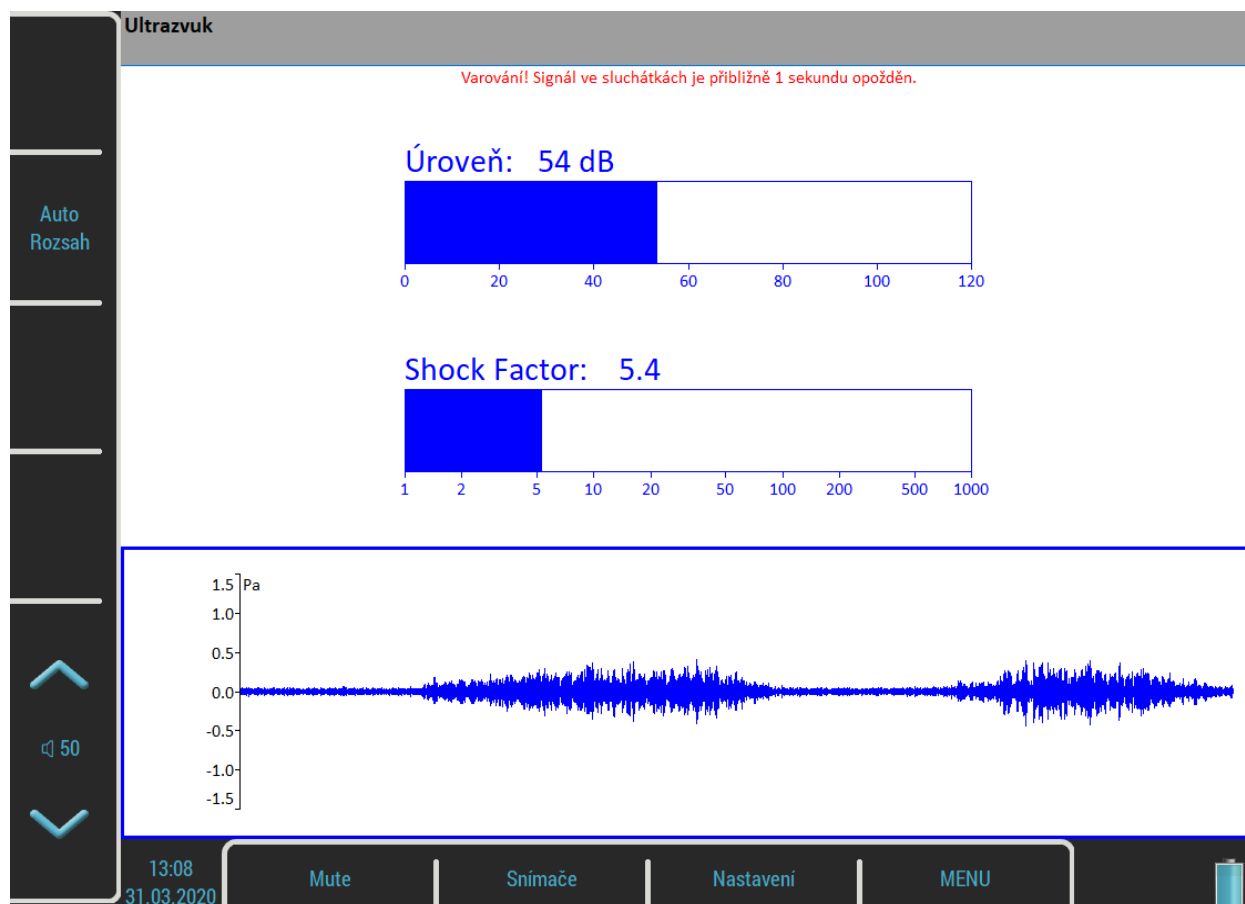 Ultrazvuk
Varování! Signál ve sluchátkách je přibližně 1 sekundu opožděn.
Auto
Rozsah
Úroveň: 54 dB
0 20 40 60 80 100 120
Shock Factor: 5.4
1 2 5 10 20 50 100 200 500 1000
1.5 Pa
1.0
0.5
0.0
-0.5
-1.0
-1.5
50
13:08
31.03.2020
Mute Snímače Nastavení MENU